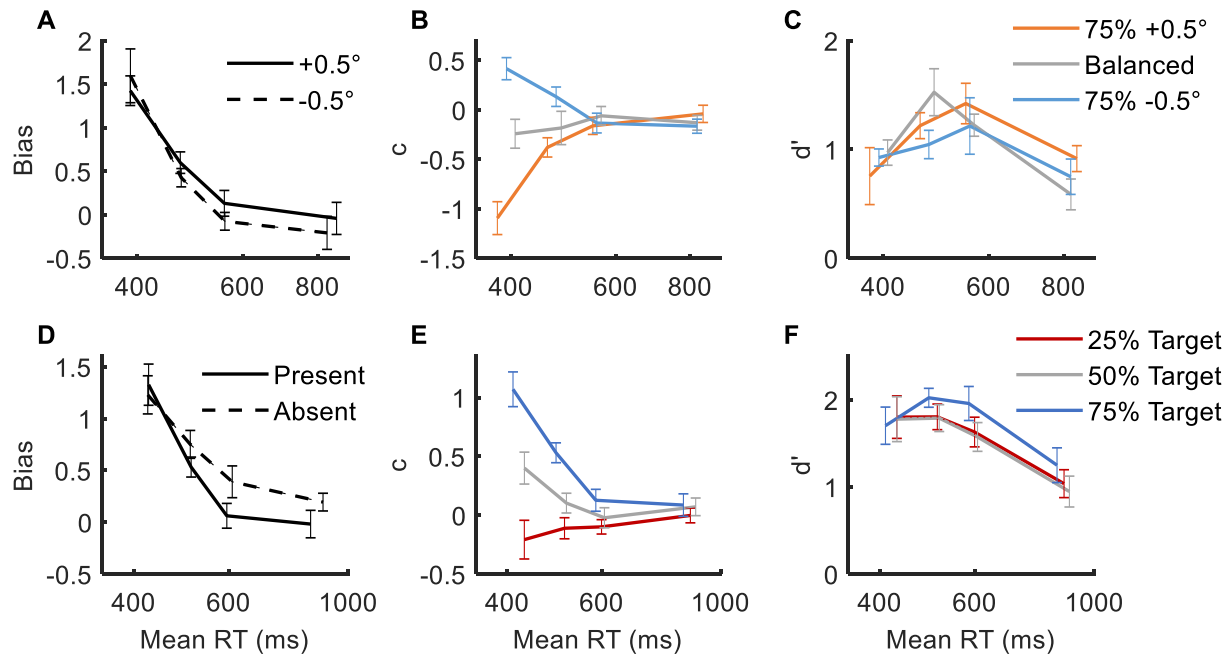 A
Bias
2
1.5
1
0.5
0
-0.5
400
600
800
+0.5°
-0.5°
B
c
0.5
0
-0.5
-1
-1.5
400
600
800
C
d'
2
1
0
400
600
800
75% +0.5°
Balanced
75% -0.5°
D
Bias
1.5
1
0.5
0
-0.5
400
600
1000
Mean RT (ms)
Present
Absent
E
c
1
0.5
0
-0.5
400
600
1000
Mean RT (ms)
F
d'
2
1
0
400
600
1000
Mean RT (ms)
25% Target
50% Target
75% Target